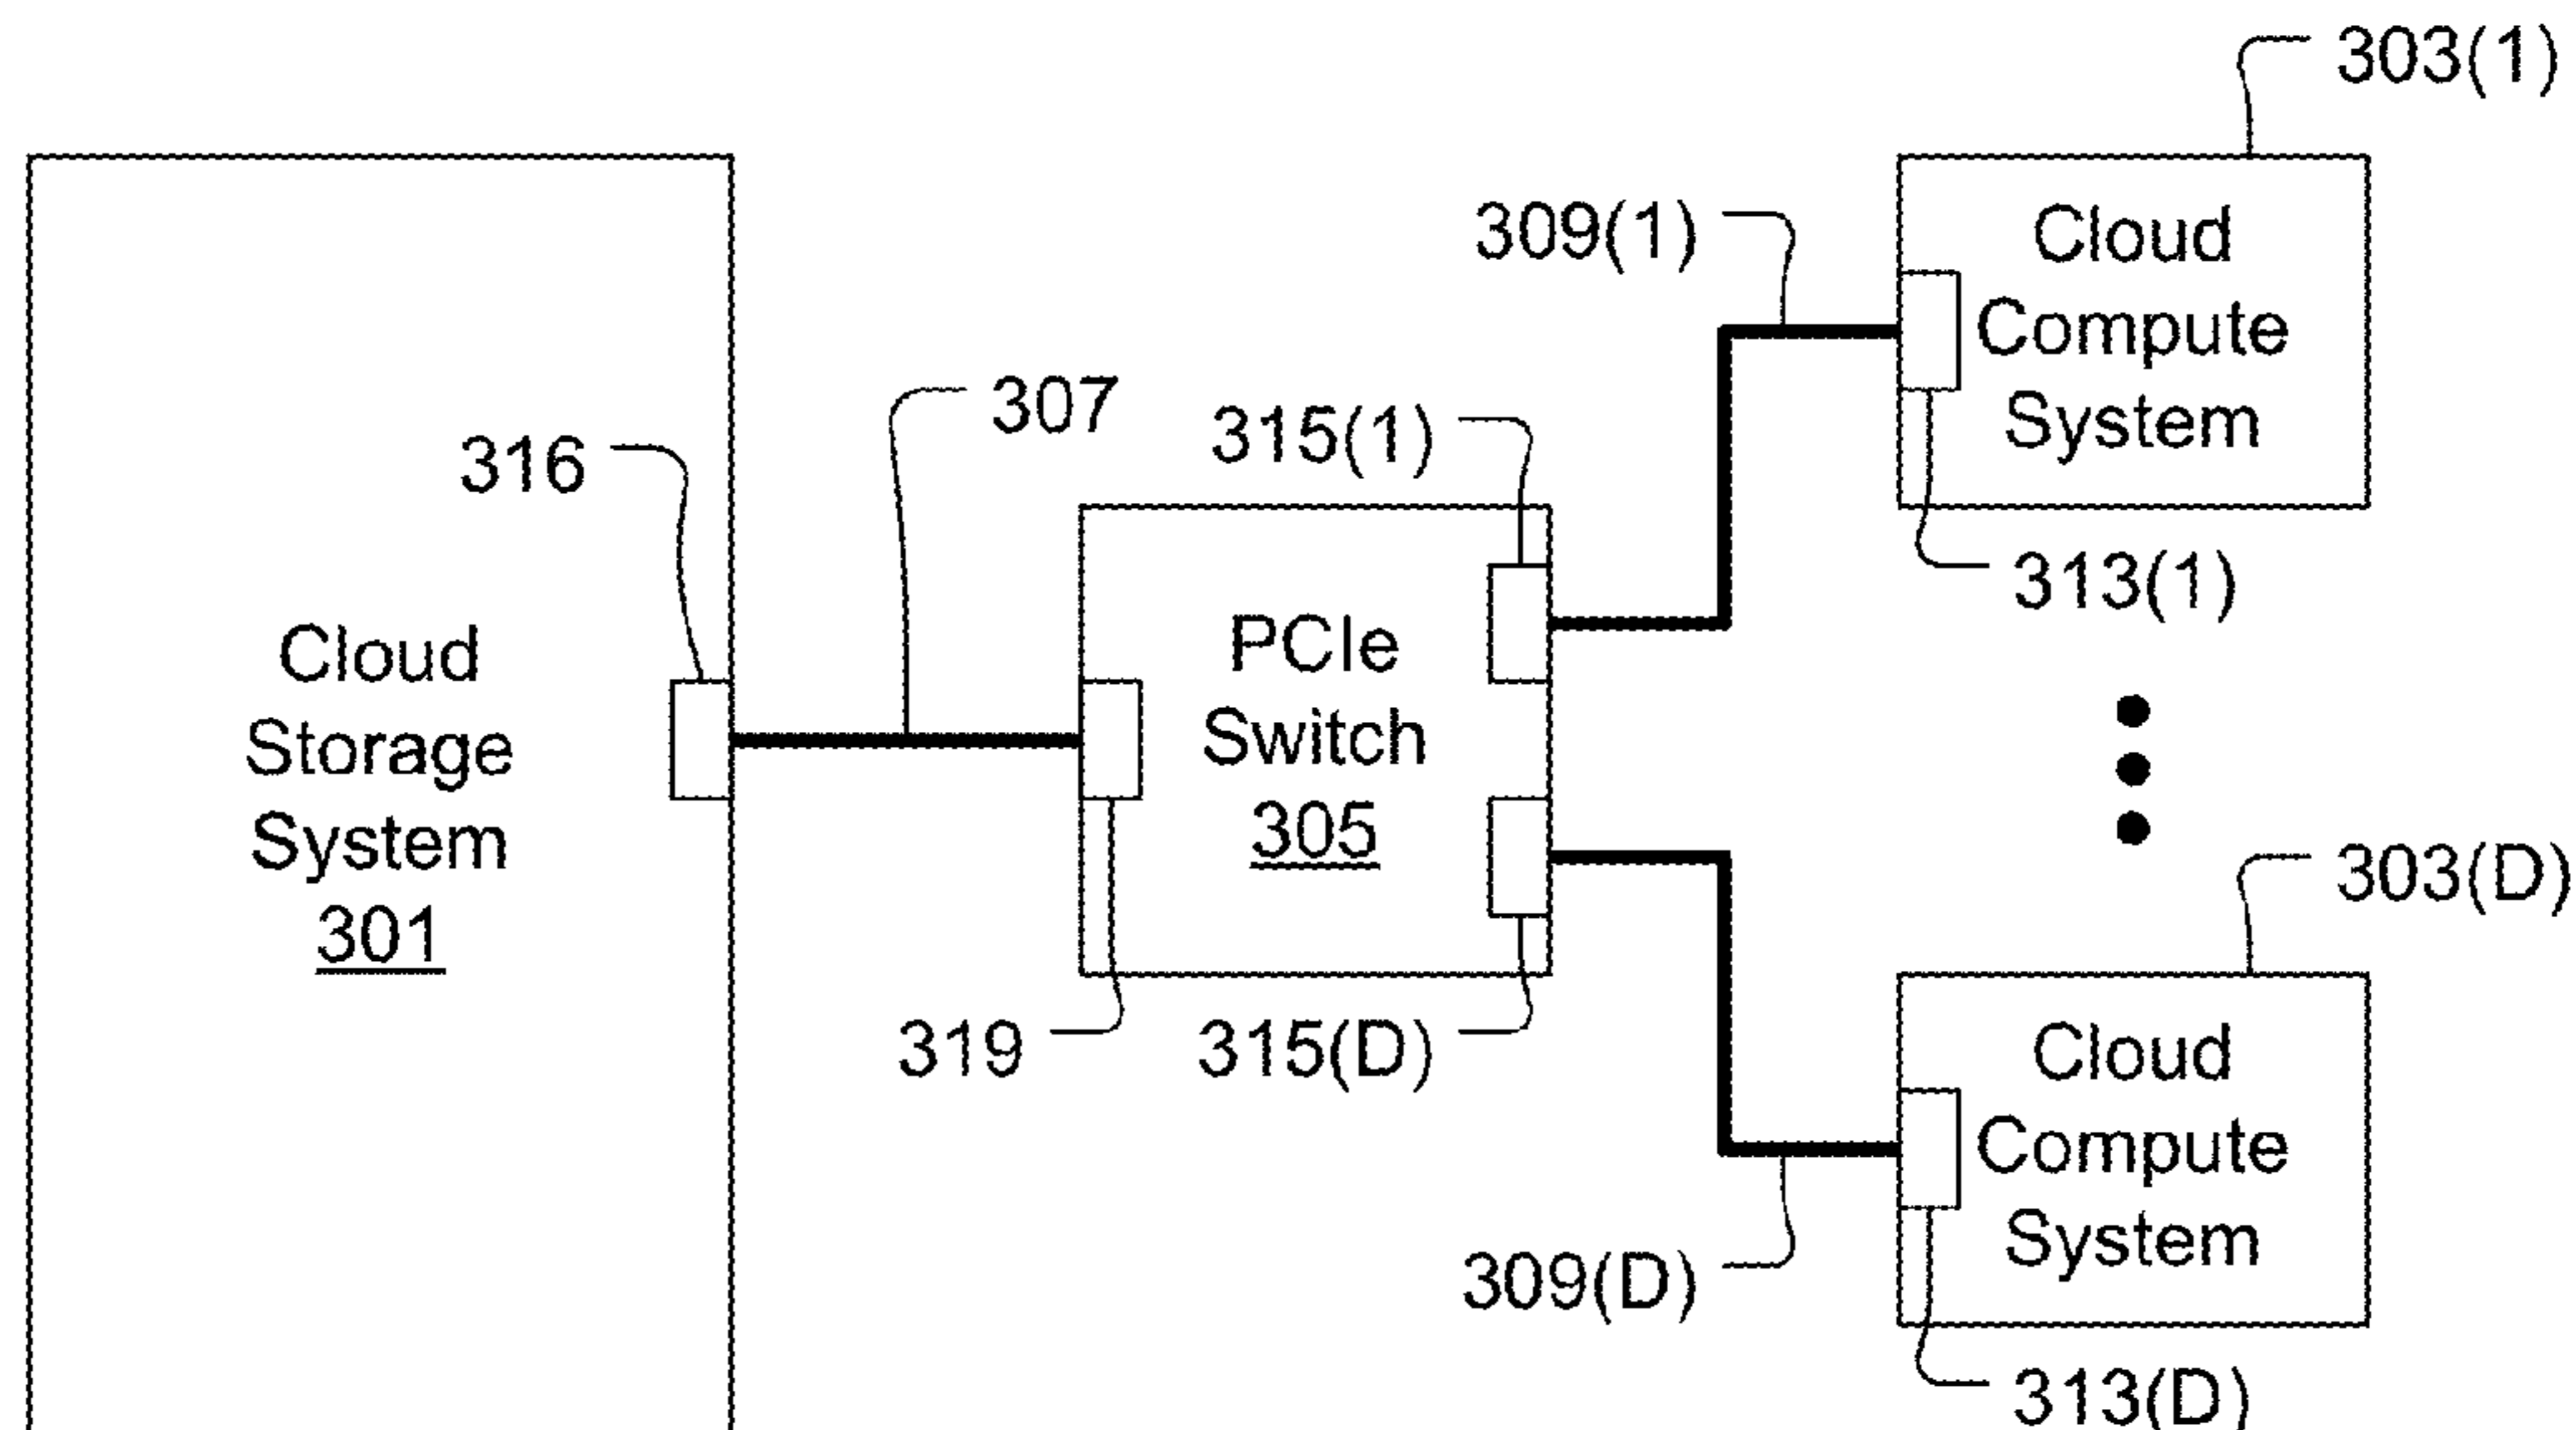 303(1)
309(1)
Cloud
Compute
System
307
315(1)
316
313(1)
Cloud
Storage
System
301
PCIe
Switch
305
303(D)
319
315(D)
Cloud
Compute
System
309(D)
313(D)